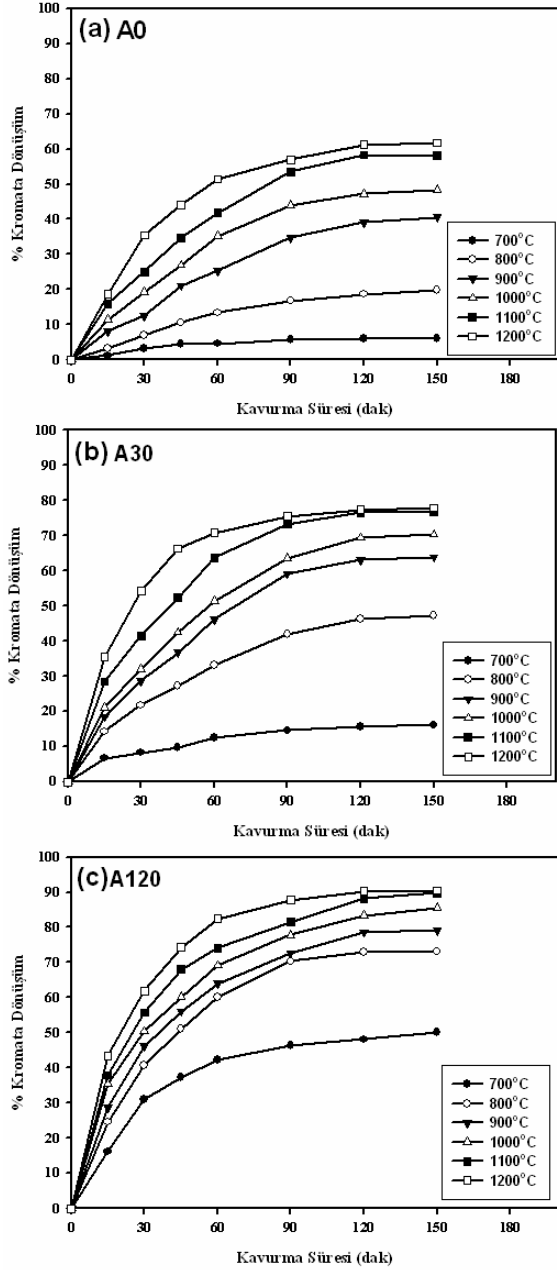 (a) A0
100
90
80
70
60
50
40
30
20
10
0
% Kromata Dönüşüm
700°C
800°C
900°C
1000°C
1100°C
1200°C
0 30 60 90 120 150 180
Kavurma Süresi (dak)
(b) A30
100
90
80
70
60
50
40
30
20
10
0
% Kromata Dönüşüm
700°C
800°C
900°C
1000°C
1100°C
1200°C
0 30 60 90 120 150 180
Kavurma Süresi (dak)
(c) A120
100
90
80
70
60
50
40
30
20
10
0
% Kromata Dönüşüm
700°C
800°C
900°C
1000°C
1100°C
1200°C
0 30 60 90 120 150 180
Kavurma Süresi (dak)